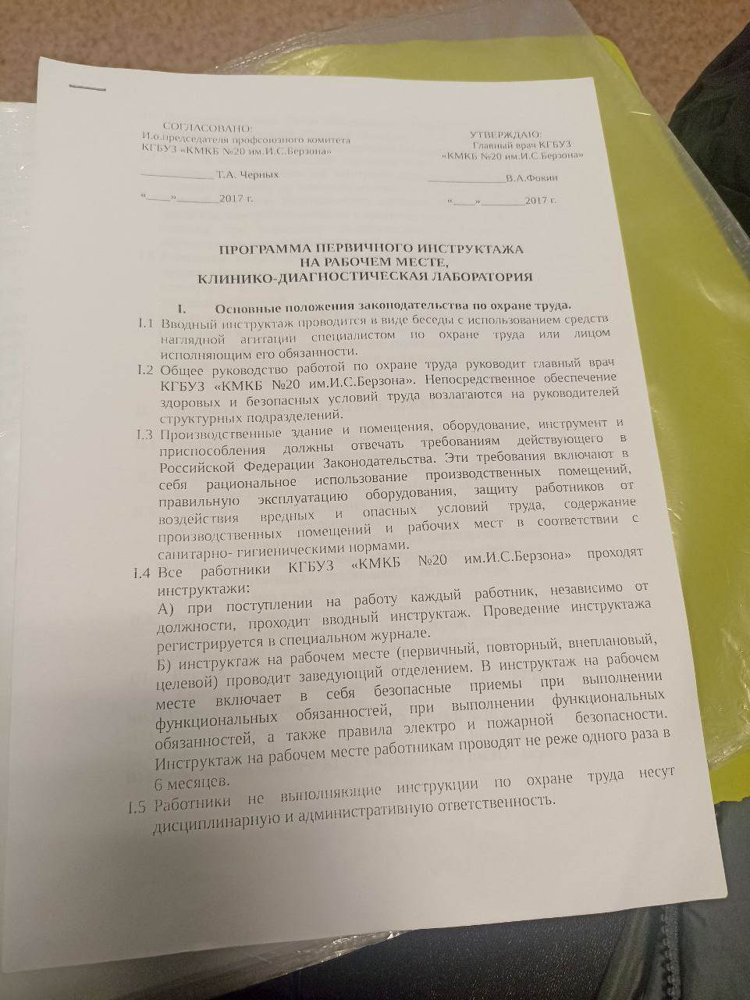 СОГЛАСОВАНО:
И.о.председателя профсоюзного комитета
КГБУЗ «КМКБ №20 им.И.С.Берзона»
_____________ Т.А. Черных
«____»________2017 г.
УТВЕРЖДАЮ:
Главный врач КГБУЗ
«КМКБ №20 им.И.С.Берзона»
______________В.А.Фокин
«____»________2017 г.
ПРОГРАММА ПЕРВИЧНОГО ИНСТРУКТАЖА
НА РАБОЧЕМ МЕСТЕ,
КЛИНИКО-ДИАГНОСТИЧЕСКАЯ ЛАБОРАТОРИЯ
I. Основные положения законодательства по охране труда.
I.1 Вводный инструктаж проводится в виде беседы с использованием средств
наглядной агитации специалистом по охране труда или лицом
исполняющим его обязанности.
I.2 Общее руководство работой по охране труда руководит главный врач
КГБУЗ «КМКБ №20 им.И.С.Берзона». Непосредственное обеспечение
здоровых и безопасных условий труда возлагаются на руководителей
структурных подразделений.
I.3 Производственные здание и помещения, оборудование, инструмент и
приспособления должны отвечать требованиям действующего в
Российской Федерации Законодательства. Эти требования включают в
себя рациональное использование производственных помещений,
правильную эксплуатацию оборудования, защиту работников от
воздействия вредных и опасных условий труда, содержание
производственных помещений и рабочих мест в соответствии с
санитарно- гигиеническими нормами.
I.4 Все работники КГБУЗ «КМКБ №20 им.И.С.Берзона» проходят
инструктажи:
А) при поступлении на работу каждый работник, независимо от
должности, проходит вводный инструктаж. Проведение инструктажа
регистрируется в специальном журнале.
Б) инструктаж на рабочем месте (первичный, повторный, внеплановый,
целевой) проводит заведующий отделением. В инструктаж на рабочем
месте включает в себя безопасные приемы при выполнении
функциональных обязанностей, при выполнении функциональных
обязанностей, а также правила электро и пожарной безопасности.
Инструктаж на рабочем месте работникам проводят не реже одного раза в
6 месяцев.
I.5 Работники не выполняющие инструкции по охране труда несут
дисциплинарную и административную ответственность.